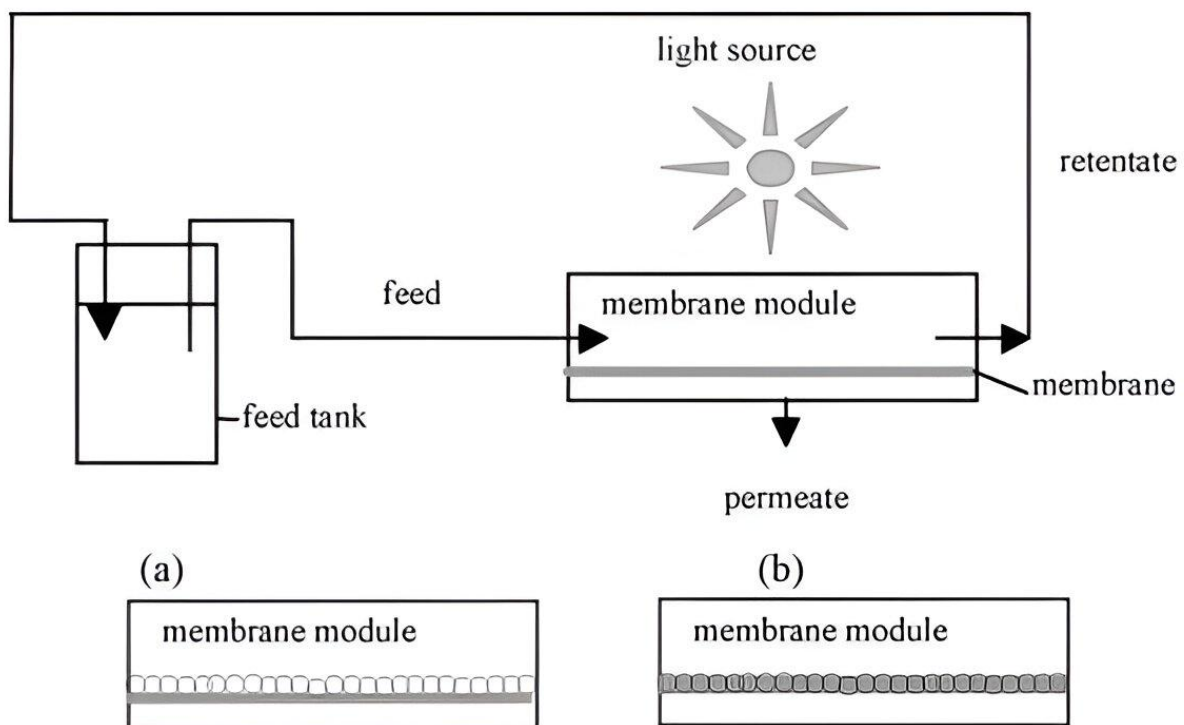 light source
retentate
feed
membrane module
membrane
feed tank
permeate
(a)
(b)
membrane module
membrane module